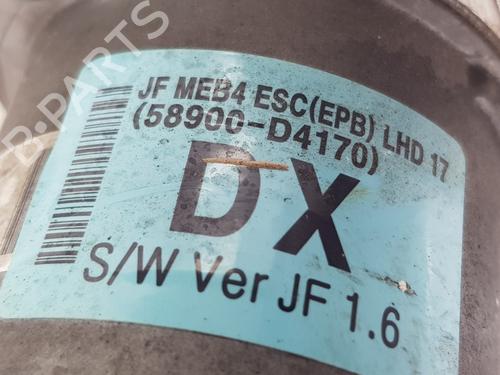 JF MEB4 ESC(EPB) LHD 17
(58900-D4170)
DX
S/W Ver JF 1.6
B-PARTS